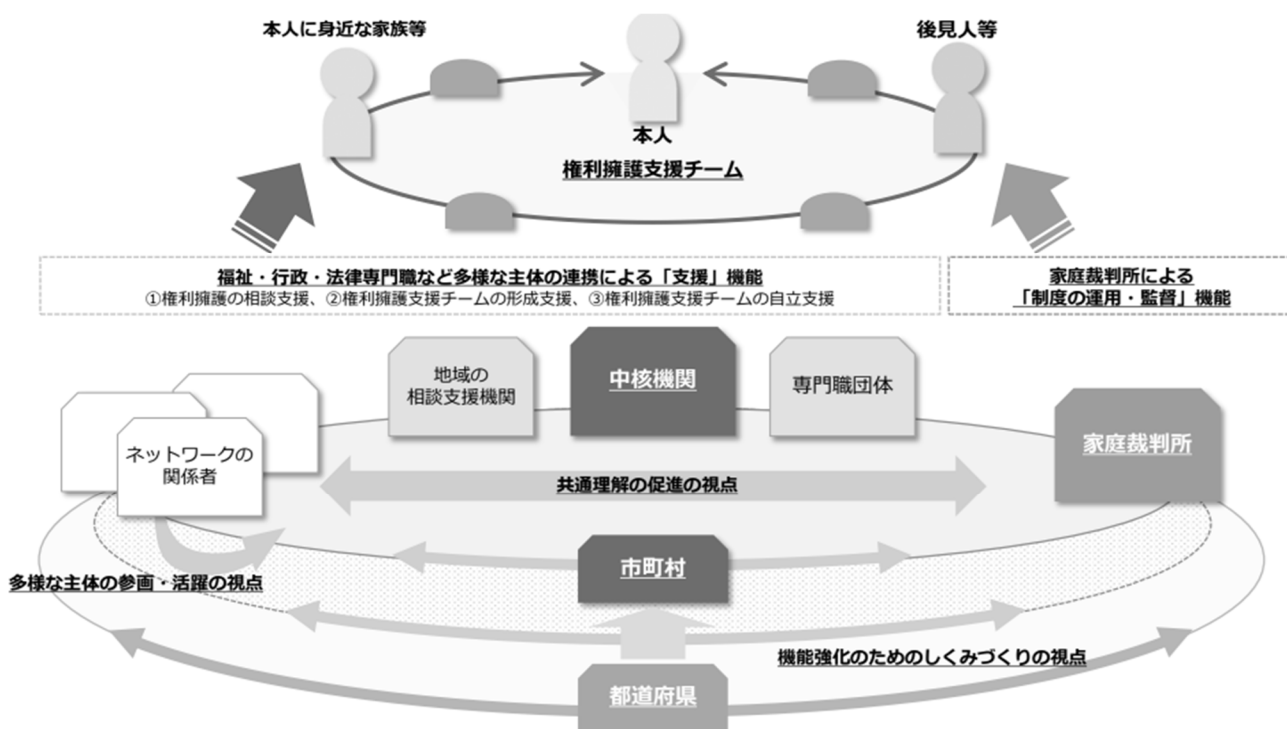 本人に身近な家族等
後見人等
本人
権利擁護支援チーム
福祉・行政・法律専門職など多様な主体の連携による「支援」機能
①権利擁護の相談支援、②権利擁護支援チームの形成支援、③権利擁護支援チームの自立支援
家庭裁判所による
「制度の運用・監督」機能
地域の
相談支援機関
中核機関
専門職団体
ネットワークの
関係者
家庭裁判所
共通理解の促進の視点
市町村
多様な主体の参画・活躍の視点
機能強化のためのしくみづくりの視点
都道府県